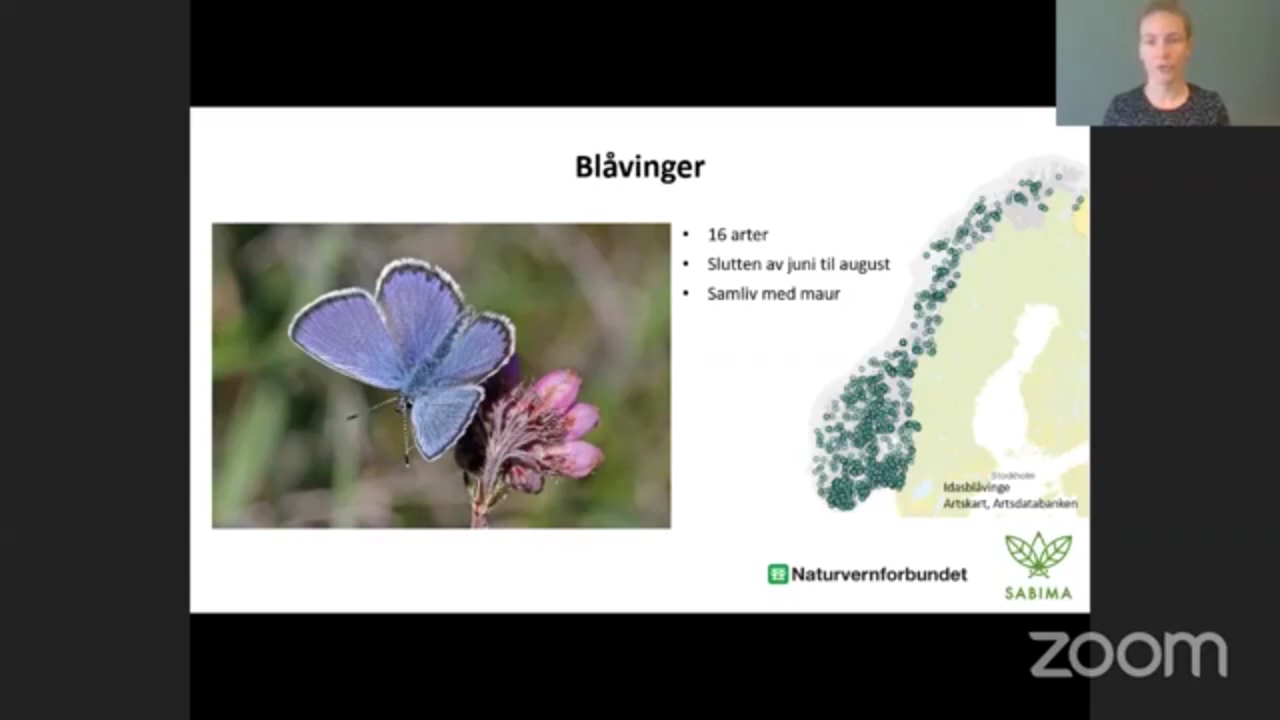 Blåvinger
• 16 arter
• Slutten av juni til august
• Samliv med maur
Stockholm
Idasblåvinge
Artskart, Artsdatabanken
Naturvernforbundet
SABIMA
zoom